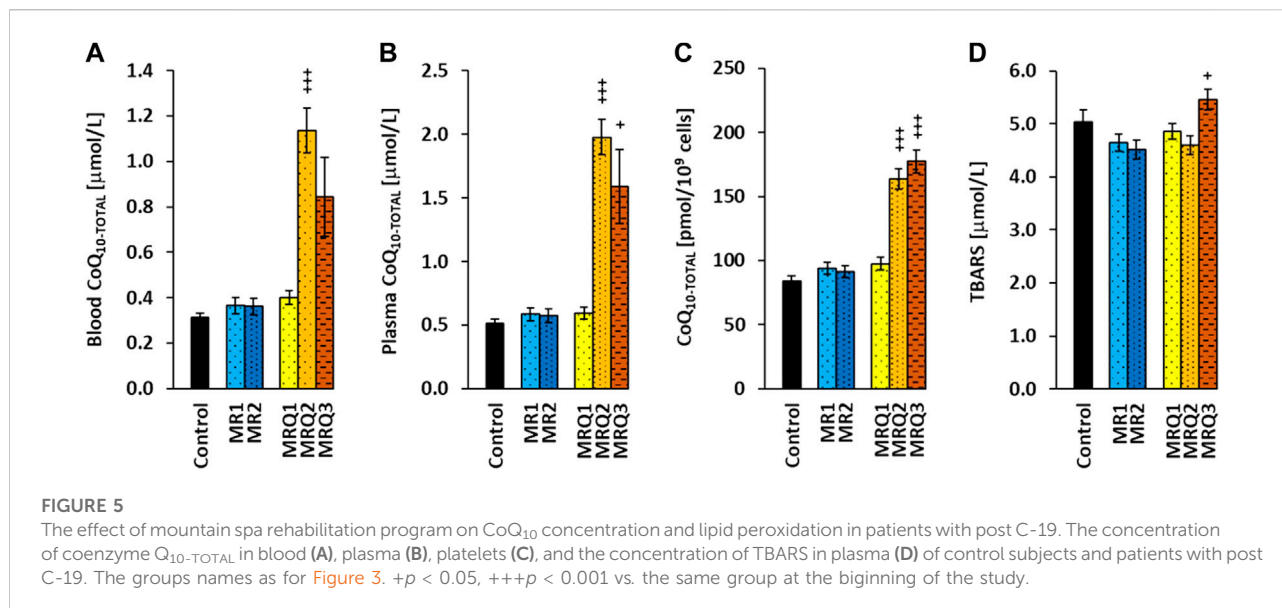 A
Blood CoQ10-TOTAL [µmol/L]
1.4
1.2
1.0
0.8
0.6
0.4
0.2
0.0
+++
Control
MR1
MR2
MRQ1
MRQ2
MRQ3
B
Plasma CoQ10-TOTAL [µmol/L]
2.5
2.0
1.5
1.0
0.5
0.0
+++
+
Control
MR1
MR2
MRQ1
MRQ2
MRQ3
C
CoQ10-TOTAL [pmol/10⁹ cells]
250
200
150
100
50
0
+++
+++
Control
MR1
MR2
MRQ1
MRQ2
MRQ3
D
TBARS [µmol/L]
6.0
5.0
4.0
3.0
2.0
1.0
0.0
+
Control
MR1
MR2
MRQ1
MRQ2
MRQ3
FIGURE 5
The effect of mountain spa rehabilitation program on CoQ10 concentration and lipid peroxidation in patients with post C-19. The concentration
of coenzyme Q10-TOTAL in blood (A), plasma (B), platelets (C), and the concentration of TBARS in plasma (D) of control subjects and patients with post
C-19. The groups names as for Figure 3. +p < 0.05, +++p < 0.001 vs. the same group at the biginning of the study.